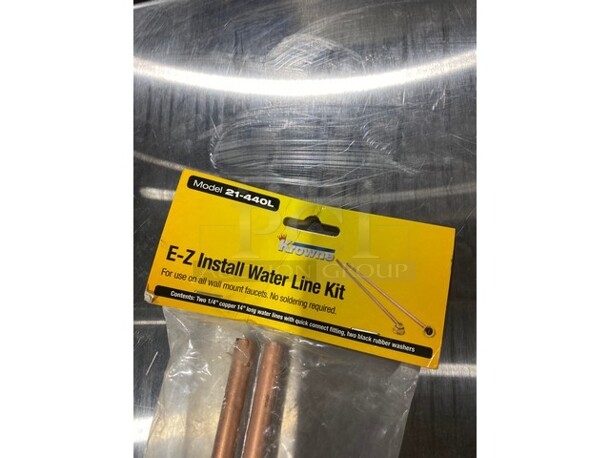 Model 21-440L
Krowne
E-Z Install Water Line Kit
For use on all wall mount faucets. No soldering required.
Contents: Two 1/4" copper 14" long water lines with quick connect fitting, two black rubber washers
PCI
AUCTION GROUP